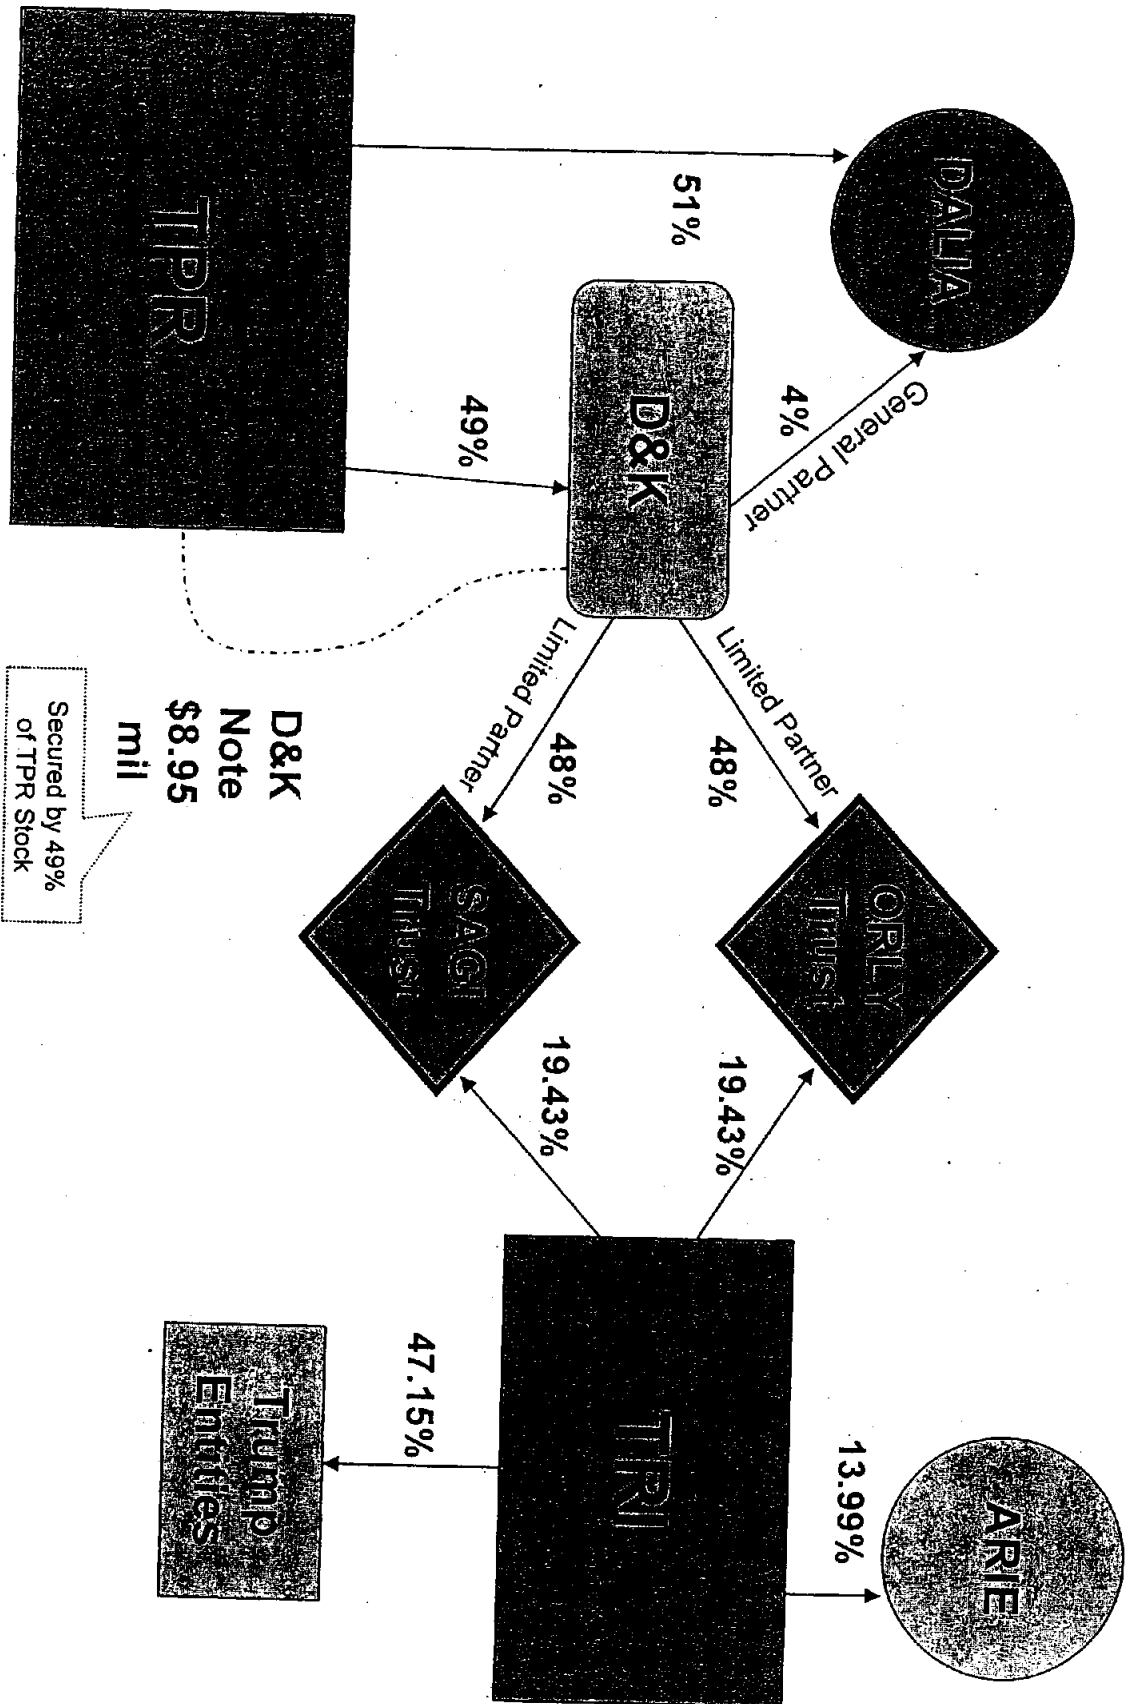 DALIA
ARIE
General Partner
4%
51%
13.99%
ORLY
Trust
Limited Partner
48%
19.43%
D&K
TRI
48%
Limited Partner
19.43%
49%
SAGI
Trust
47.15%
TPR
D&K
Note
$8.95
mil
Trump
Entities
Secured by 49%
of TPR Stock